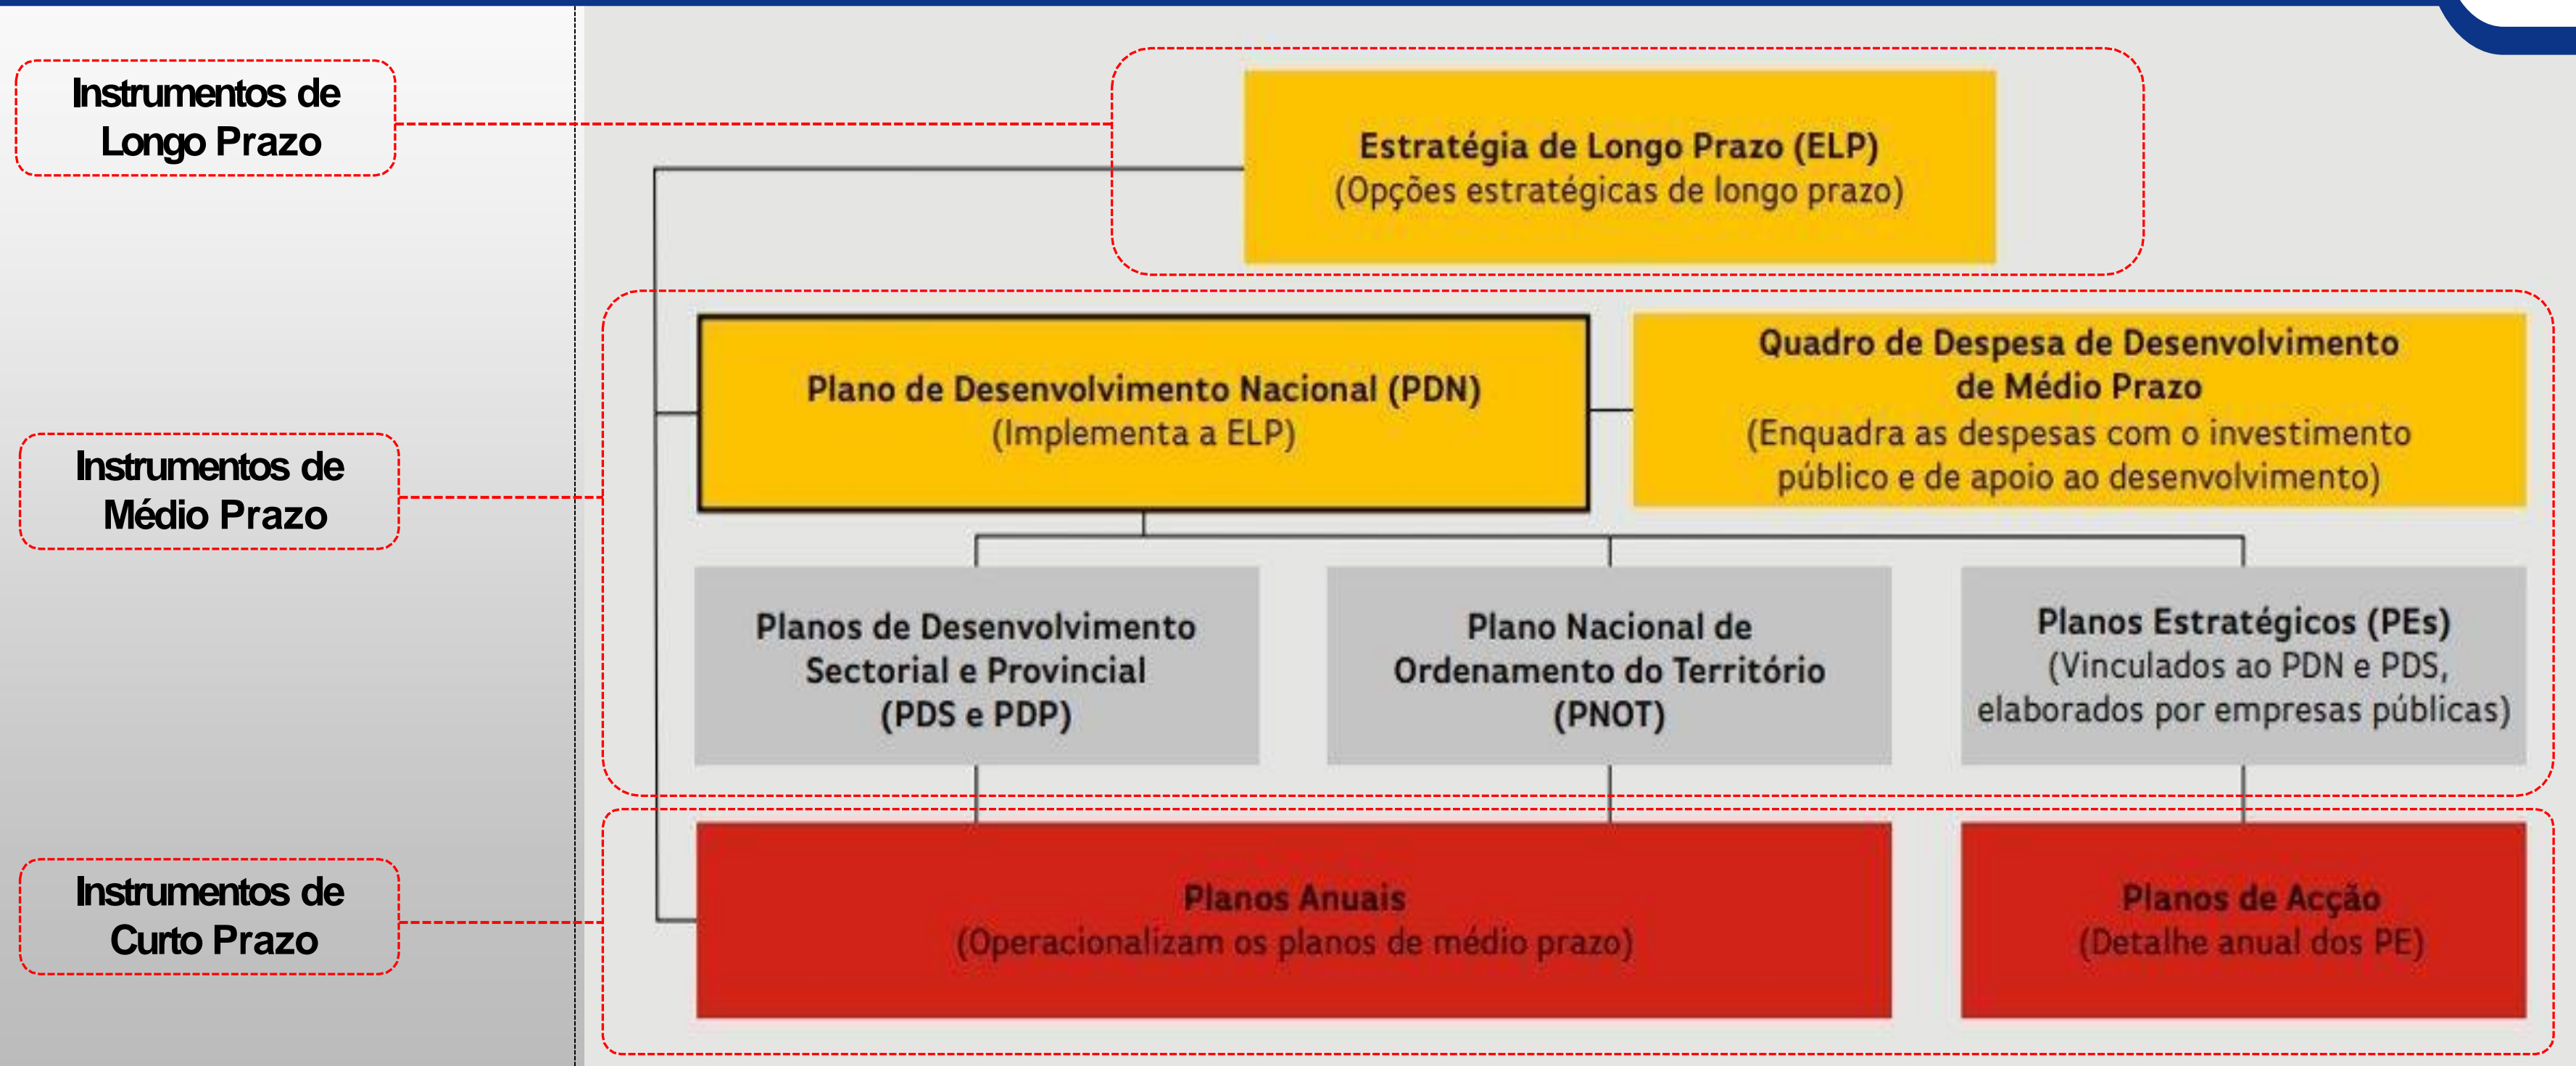 Instrumentos de
Longo Prazo
Estratégia de Longo Prazo (ELP)
(Opções estratégicas de longo prazo)
Instrumentos de
Médio Prazo
Plano de Desenvolvimento Nacional (PDN)
(Implementa a ELP)
Quadro de Despesa de Desenvolvimento
de Médio Prazo
(Enquadra as despesas com o investimento
público e de apoio ao desenvolvimento)
Planos de Desenvolvimento
Sectorial e Provincial
(PDS e PDP)
Plano Nacional de
Ordenamento do Território
(PNOT)
Planos Estratégicos (PEs)
(Vinculados ao PDN e PDS,
elaborados por empresas públicas)
Instrumentos de
Curto Prazo
Planos Anuais
(Operacionalizam os planos de médio prazo)
Planos de Acção
(Detalhe anual dos PE)